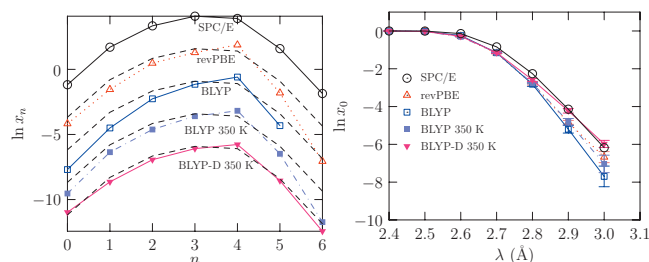 ln xₙ
0
−5
−10
SPC/E
revPBE
BLYP
BLYP 350 K
BLYP-D 350 K
0 1 2 3 4 5 6
n
ln x₀
0
−2
−4
−6
−8
−10
SPC/E
revPBE
BLYP
BLYP 350 K
BLYP-D 350 K
2.4 2.5 2.6 2.7 2.8 2.9 3.0 3.1
λ (Å)